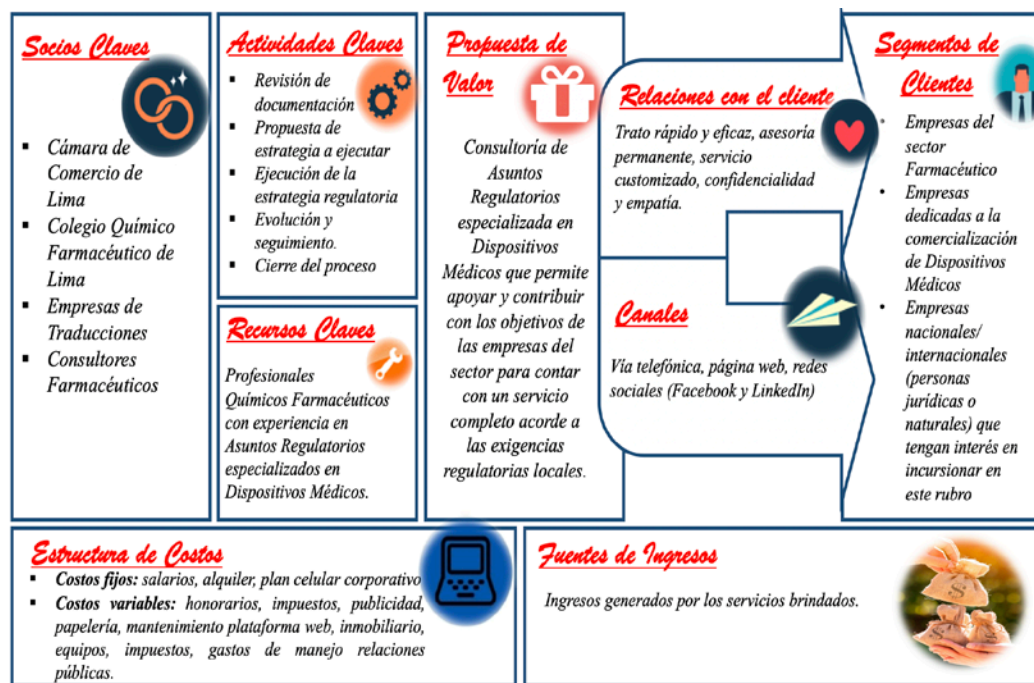 Socios Claves
▪ Cámara de
Comercio de
Lima
▪ Colegio Químico
Farmacéutico de
Lima
▪ Empresas de
Traducciones
▪ Consultores
Farmacéuticos
Actividades Claves
▪ Revisión de
documentación
▪ Propuesta de
estrategia a ejecutar
▪ Ejecución de la
estrategia regulatoria
▪ Evolución y
seguimiento.
▪ Cierre del proceso
Recursos Claves
Profesionales
Químicos Farmacéuticos
con experiencia en
Asuntos Regulatorios
especializados en
Dispositivos Médicos.
Propuesta de
Valor
Consultoría de
Asuntos
Regulatorios
especializada en
Dispositivos
Médicos que permite
apoyar y contribuir
con los objetivos de
las empresas del
sector para contar
con un servicio
completo acorde a
las exigencias
regulatorias locales.
Relaciones con el cliente
Trato rápido y eficaz, asesoría
permanente, servicio
customizado, confidencialidad
y empatía.
Canales
Vía telefónica, página web, redes
sociales (Facebook y LinkedIn)
Segmentos de
Clientes
• Empresas del
sector
Farmacéutico
• Empresas
dedicadas a la
comercialización
de Dispositivos
Médicos
• Empresas
nacionales/
internacionales
(personas
jurídicas o
naturales) que
tengan interés en
incursionar en
este rubro
Estructura de Costos
▪ Costos fijos: salarios, alquiler, plan celular corporativo
▪ Costos variables: honorarios, impuestos, publicidad,
papelería, mantenimiento plataforma web, inmobiliario,
equipos, impuestos, gastos de manejo relaciones
públicas.
Fuentes de Ingresos
Ingresos generados por los servicios brindados.